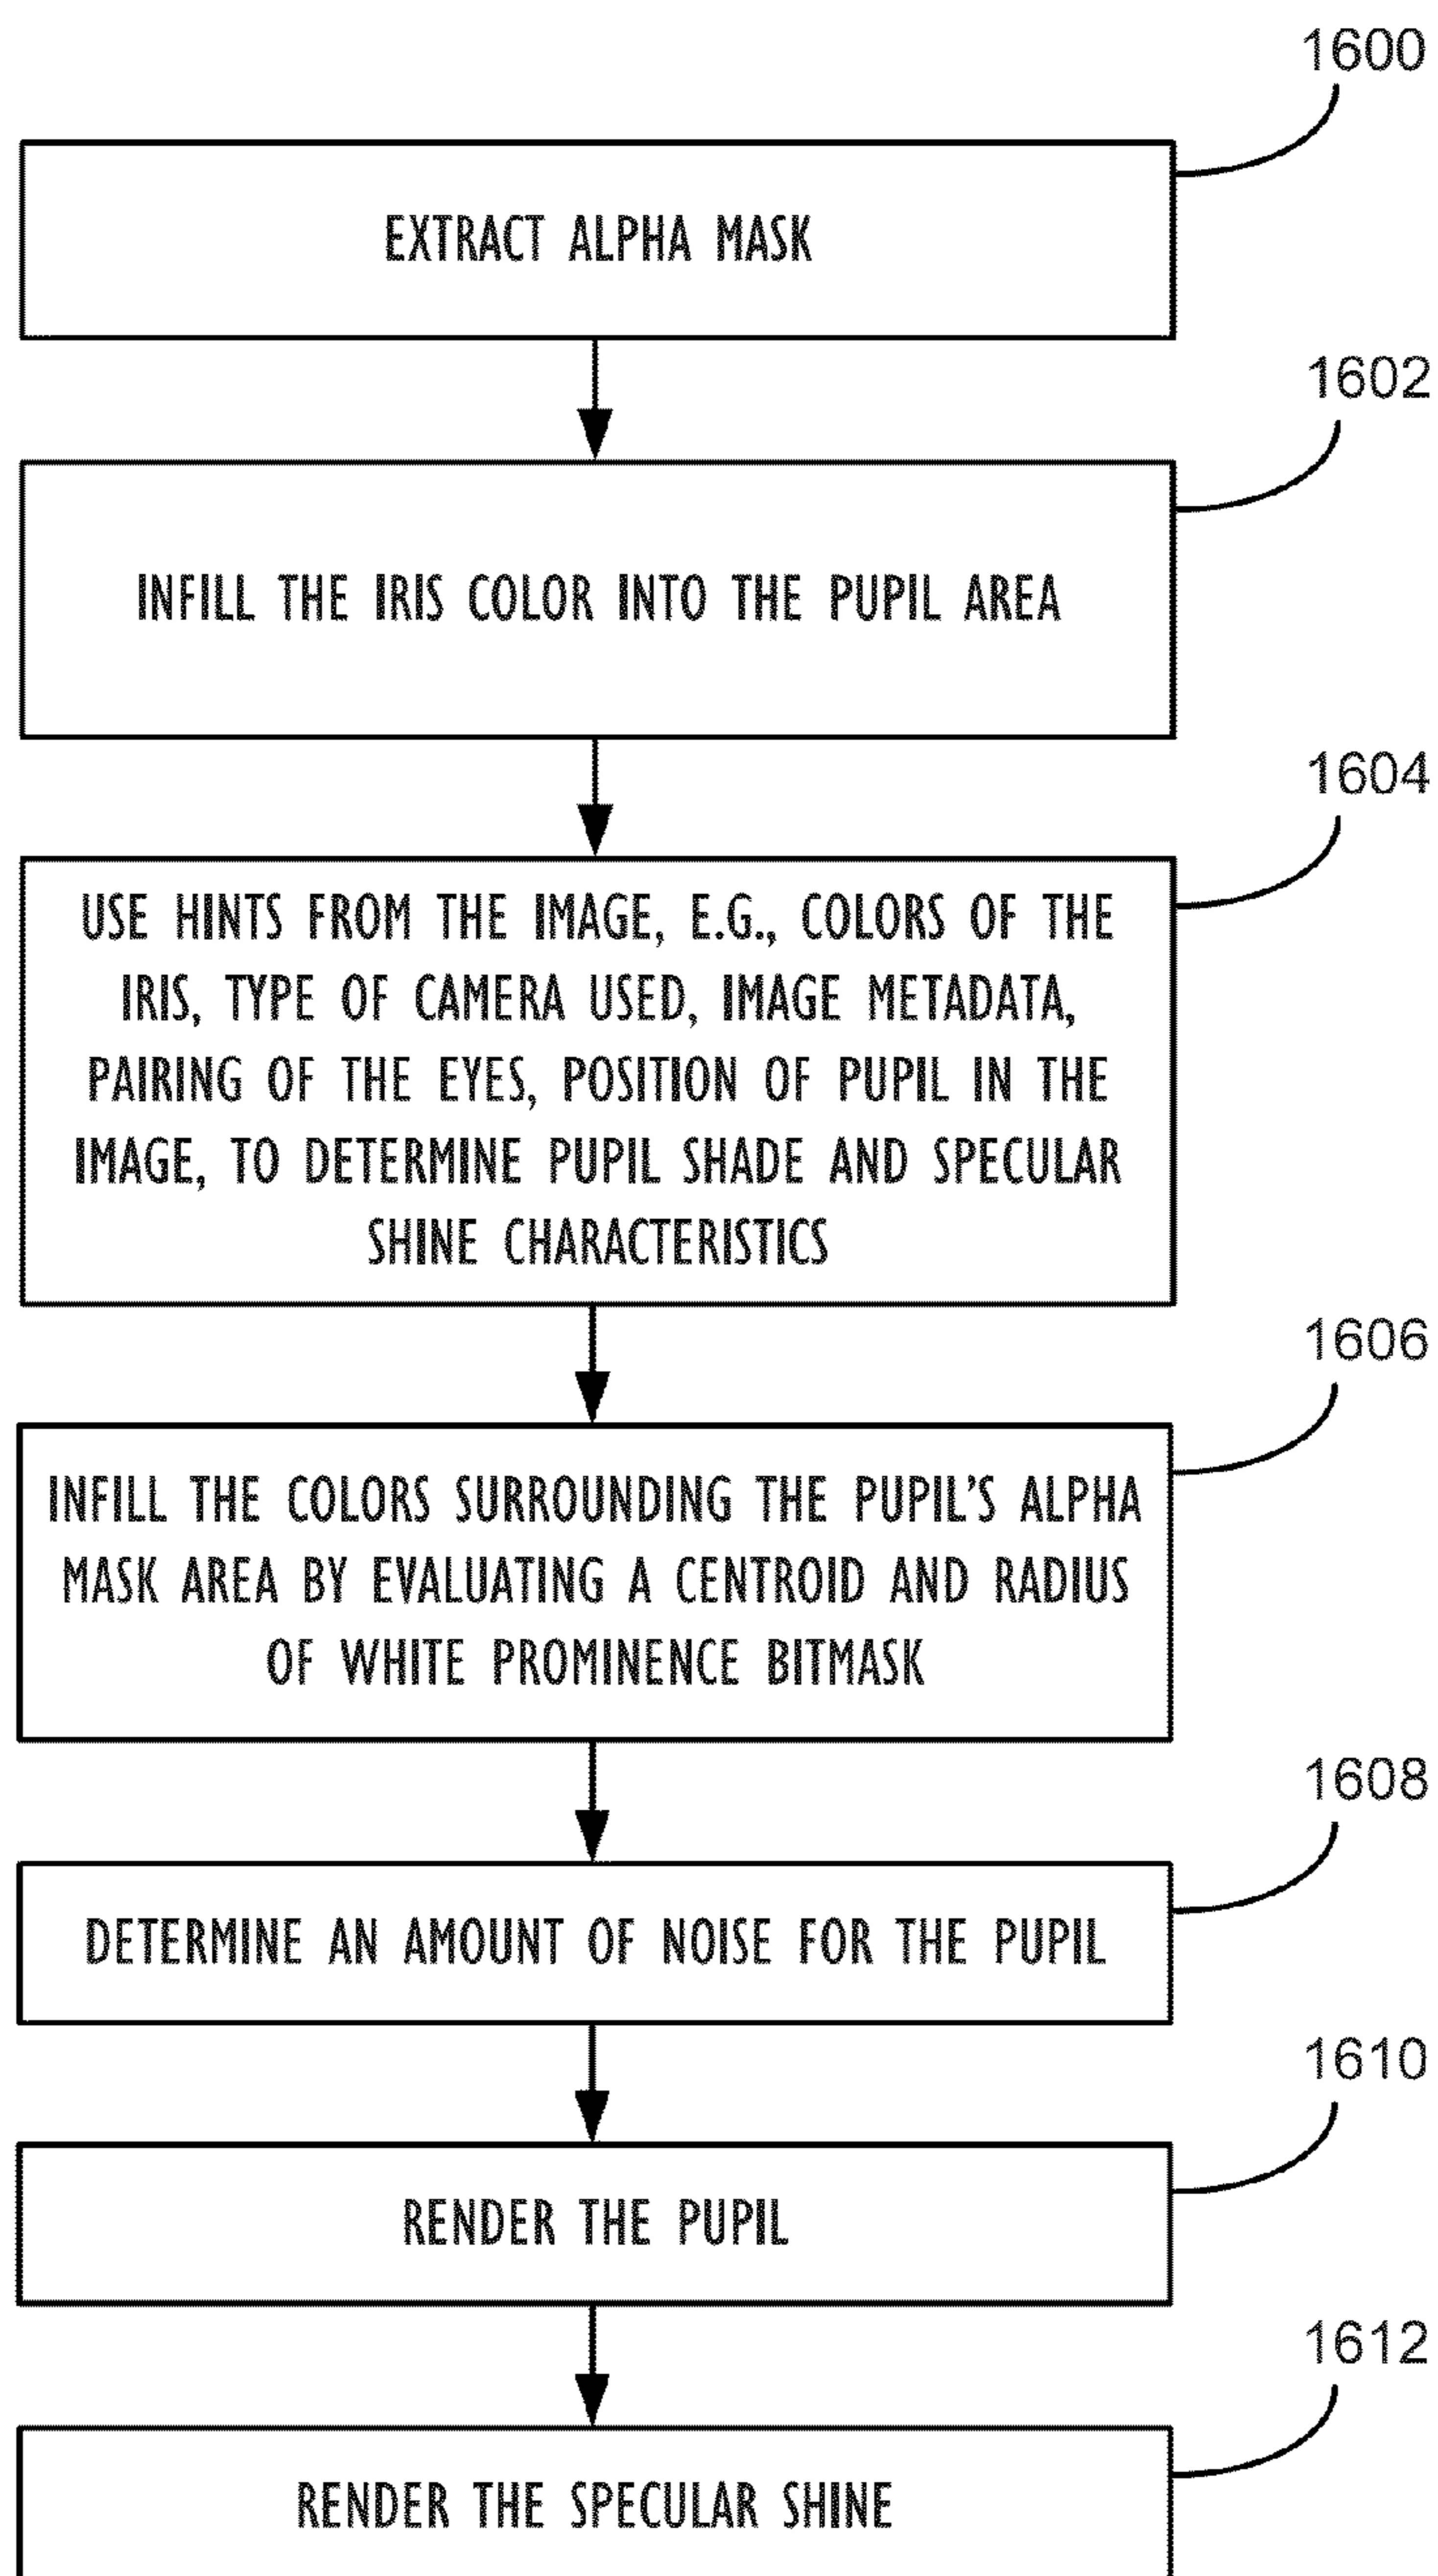 1600
EXTRACT ALPHA MASK
1602
INFILL THE IRIS COLOR INTO THE PUPIL AREA
1604
USE HINTS FROM THE IMAGE, E.G., COLORS OF THE
IRIS, TYPE OF CAMERA USED, IMAGE METADATA,
PAIRING OF THE EYES, POSITION OF PUPIL IN THE
IMAGE, TO DETERMINE PUPIL SHADE AND SPECULAR
SHINE CHARACTERISTICS
1606
INFILL THE COLORS SURROUNDING THE PUPIL'S ALPHA
MASK AREA BY EVALUATING A CENTROID AND RADIUS
OF WHITE PROMINENCE BITMASK
1608
DETERMINE AN AMOUNT OF NOISE FOR THE PUPIL
1610
RENDER THE PUPIL
1612
RENDER THE SPECULAR SHINE